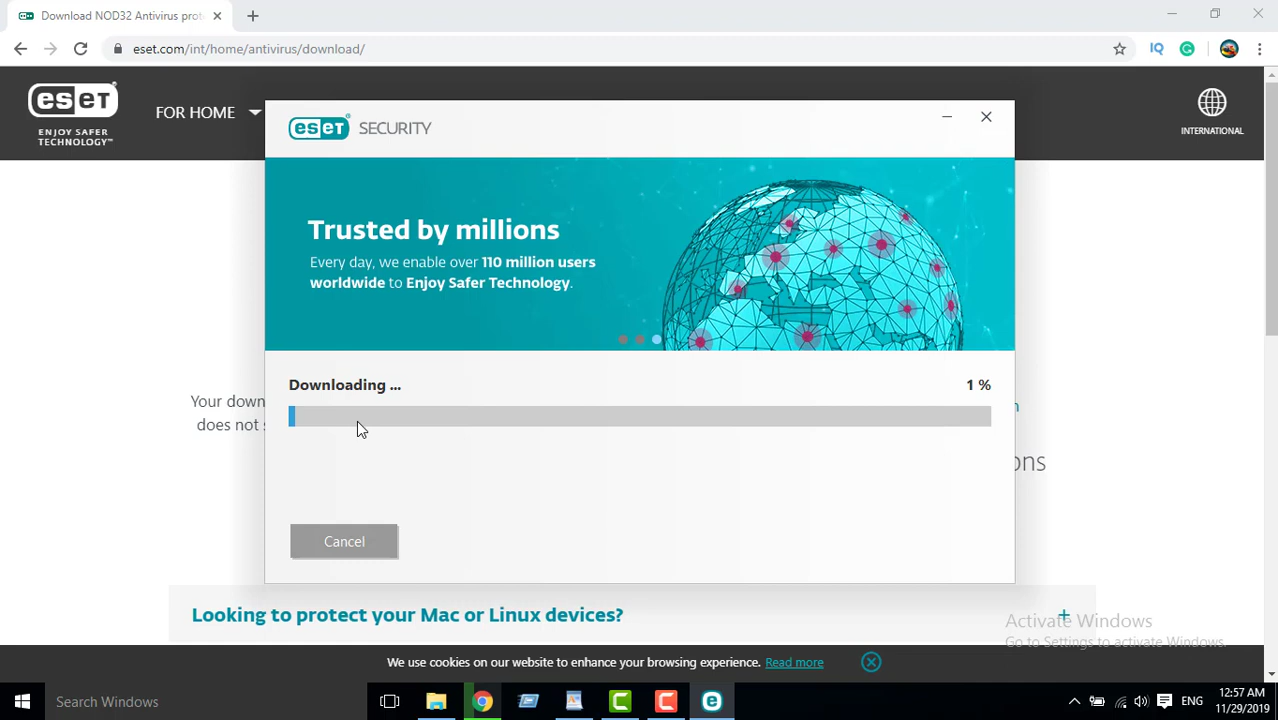 Download NOD32 Antivirus prote
eset.com/int/home/antivirus/download/
IQ
eseT
ENJOY SAFER
TECHNOLOGY™
FOR HOME
INTERNATIONAL
eseT SECURITY
Trusted by millions
Every day, we enable over 110 million users
worldwide to Enjoy Safer Technology.
Downloading ...
1 %
Your down
does not s
ons
Cancel
Looking to protect your Mac or Linux devices?
+
Activate Windows
Go to Settings to activate Windows.
We use cookies on our website to enhance your browsing experience. Read more
Search Windows
ENG
12:57 AM
11/29/2019